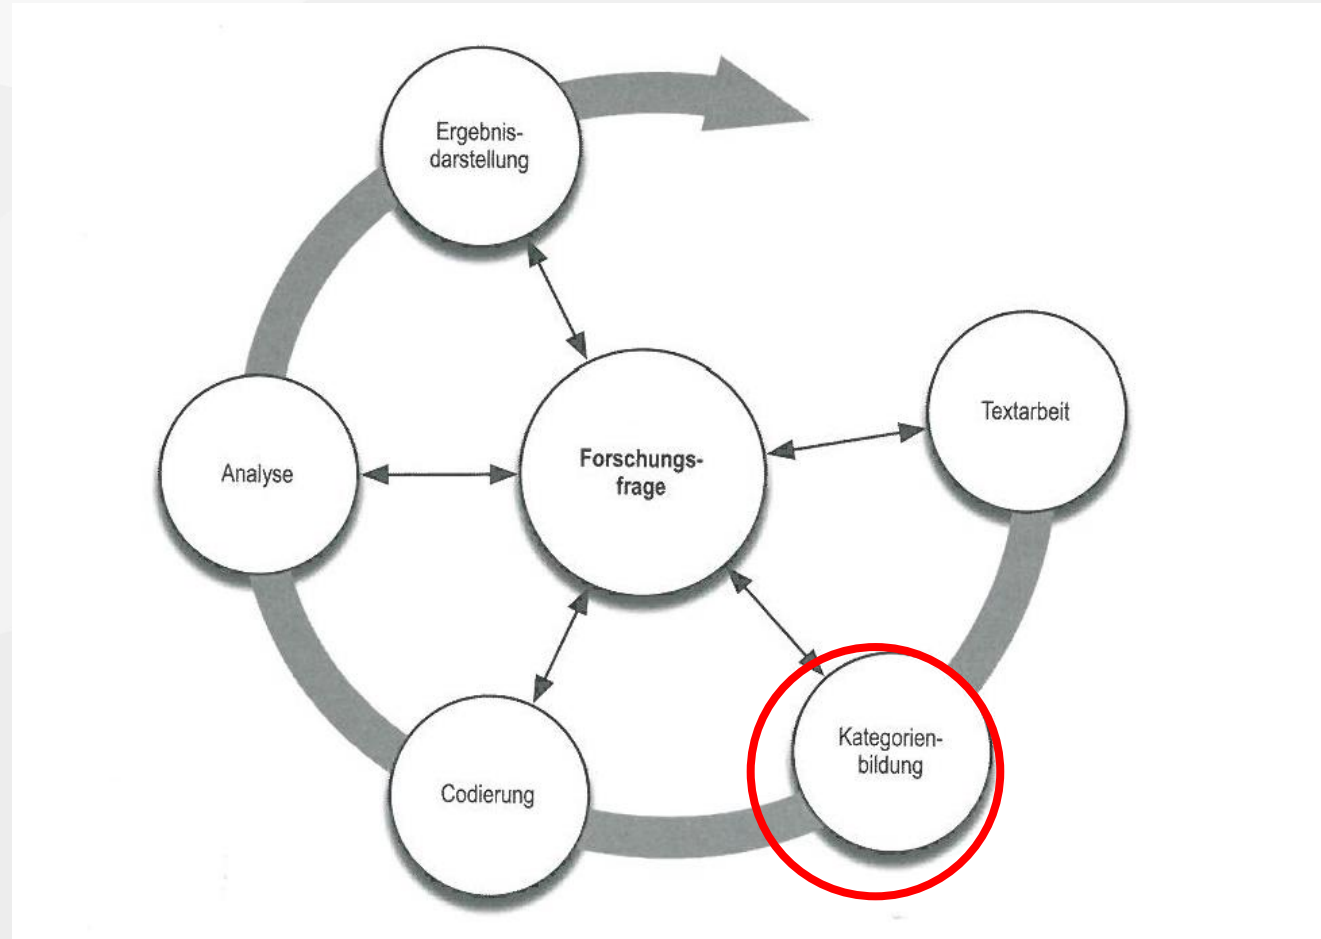 Ergebnis-
darstellung
Textarbeit
Forschungs-
frage
Analyse
Kategorien-
bildung
Codierung